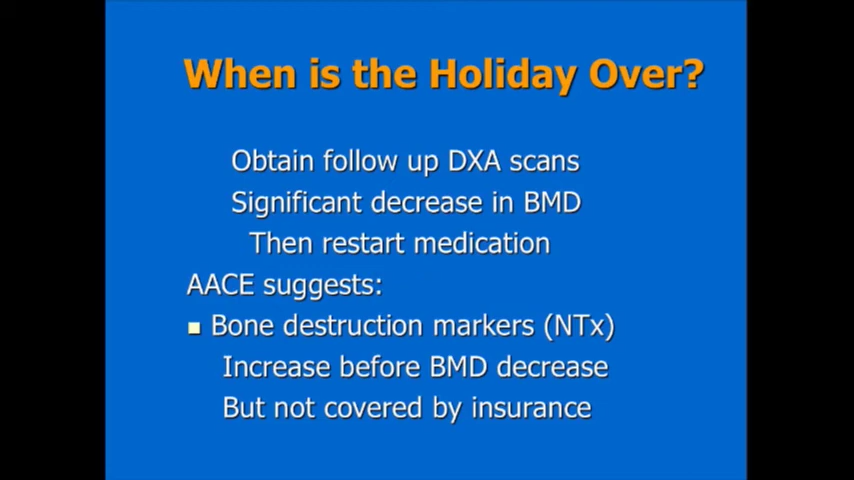 When is the Holiday Over?
Obtain follow up DXA scans
Significant decrease in BMD
Then restart medication
AACE suggests:
Bone destruction markers (NTx)
Increase before BMD decrease
But not covered by insurance